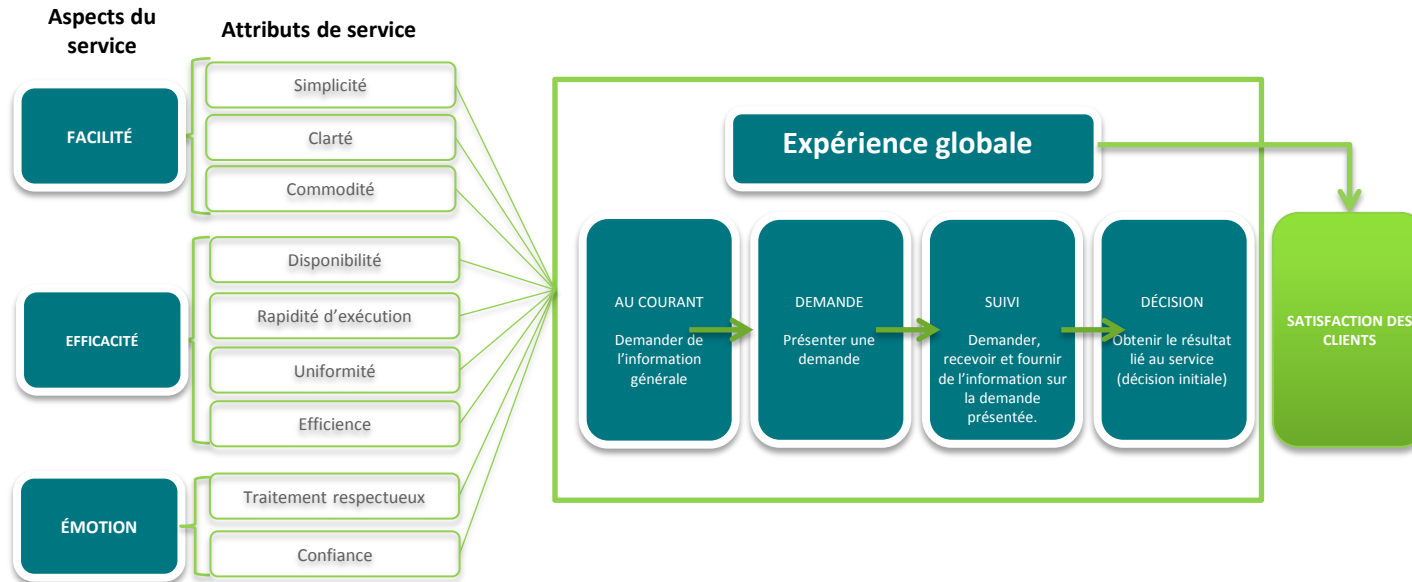 Aspects du
service
Attributs de service
FACILITÉ
Simplicité
Clarté
Commodité
EFFICACITÉ
Disponibilité
Rapidité d'exécution
Uniformité
Efficience
ÉMOTION
Traitement respectueux
Confiance
Expérience globale
AU COURANT
Demander de
l'information
générale
DEMANDE
Présenter une
demande
SUIVI
Demander,
recevoir et fournir
de l'information sur
la demande
présentée.
DÉCISION
Obtenir le résultat
lié au service
(décision initiale)
SATISFACTION DES
CLIENTS